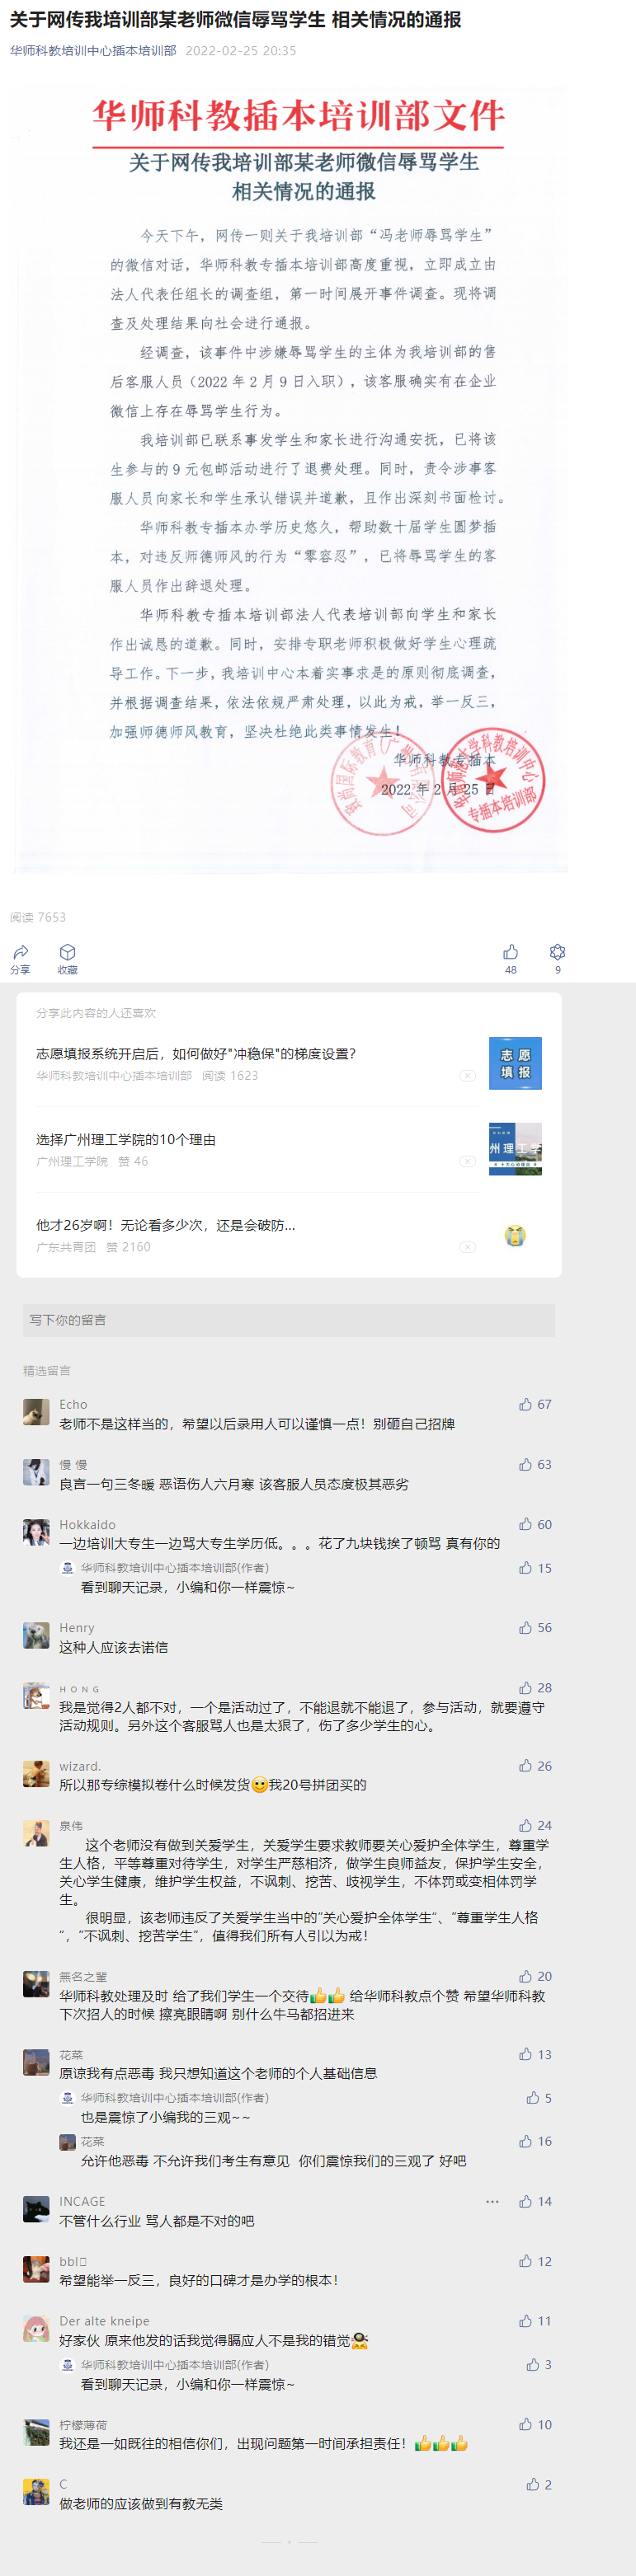 关于网传我培训部某老师微信辱骂学生 相关情况的通报
华师科教培训中心插本培训部 2022-02-25 20:35
华师科教插本培训部文件
关于网传我培训部某老师微信辱骂学生
相关情况的通报
今天下午，网传一则关于我培训部“冯老师辱骂学生”
的微信对话，华师科教专插本培训部高度重视，立即成立由
法人代表任组长的调查组，第一时间展开事件调查。现将调
查及处理结果向社会进行通报。
经调查，该事件中涉嫌辱骂学生的主体为我培训部的售
后客服人员（2022 年 2 月 9 日入职），该客服确实有在企业
微信上存在辱骂学生行为。
我培训部已联系事发学生和家长进行沟通安抚，已将该
生参与的 9 元包邮活动进行了退费处理。同时，责令涉事客
服人员向家长和学生承认错误并道歉，且作出深刻书面检讨。
华师科教专插本办学历史悠久，帮助数十届学生圆梦插
本，对违反师德师风的行为“零容忍”，已将辱骂学生的客
服人员作出辞退处理。
华师科教专插本培训部法人代表培训部向学生和家长
作出诚恳的道歉。同时，安排专职老师积极做好学生心理疏
导工作。下一步，我培训中心本着实事求是的原则彻底调查，
并根据调查结果，依法依规严肃处理，以此为戒，举一反三，
加强师德师风教育，坚决杜绝此类事情发生！
华师科教专插本
2022 年 2 月 25 日
专插本培训部
阅读 7653
分享 收藏 48 9
分享此内容的人还喜欢
志愿填报系统开启后，如何做好"冲稳保"的梯度设置？
华师科教培训中心插本培训部 阅读 1623
志愿
填报
选择广州理工学院的10个理由
广州理工学院 赞 46
州理工学
他才26岁啊！无论看多少次，还是会破防...
广东共青团 赞 2160
写下你的留言
精选留言
Echo 67
老师不是这样当的，希望以后录用人可以谨慎一点！别砸自己招牌
慢 慢 63
良言一句三冬暖 恶语伤人六月寒 该客服人员态度极其恶劣
Hokkaido 60
一边培训大专生一边骂大专生学历低。。。花了九块钱挨了顿骂 真有你的
华师科教培训中心插本培训部(作者) 15
看到聊天记录，小编和你一样震惊~
Henry 56
这种人应该去诺信
ＨＯＮＧ 28
我是觉得2人都不对，一个是活动过了，不能退就不能退了，参与活动，就要遵守
活动规则。另外这个客服骂人也是太狠了，伤了多少学生的心。
wizard. 26
所以那专综模拟卷什么时候发货🙂我20号拼团买的
泉伟 24
这个老师没有做到关爱学生，关爱学生要求教师要关心爱护全体学生，尊重学
生人格，平等尊重对待学生，对学生严慈相济，做学生良师益友，保护学生安全，
关心学生健康，维护学生权益，不讽刺、挖苦、歧视学生，不体罚或变相体罚学
生。
很明显，该老师违反了关爱学生当中的“关心爱护全体学生“、“尊重学生人格
“，“不讽刺、挖苦学生”，值得我们所有人引以为戒！
無名之輩 20
华师科教处理及时 给了我们学生一个交待👍👍 给华师科教点个赞 希望华师科教
下次招人的时候 擦亮眼睛啊 别什么牛马都招进来
花菜 13
原谅我有点恶毒 我只想知道这个老师的个人基础信息
华师科教培训中心插本培训部(作者) 5
也是震惊了小编我的三观~~
花菜 16
允许他恶毒 不允许我们考生有意见 你们震惊我们的三观了 好吧
INCAGE 14
不管什么行业 骂人都是不对的吧
bbl 12
希望能举一反三，良好的口碑才是办学的根本！
Der alte kneipe 11
好家伙 原来他发的话我觉得膈应人不是我的错觉
华师科教培训中心插本培训部(作者) 3
看到聊天记录，小编和你一样震惊~
柠檬薄荷 10
我还是一如既往的相信你们，出现问题第一时间承担责任！👍👍👍
C 2
做老师的应该做到有教无类